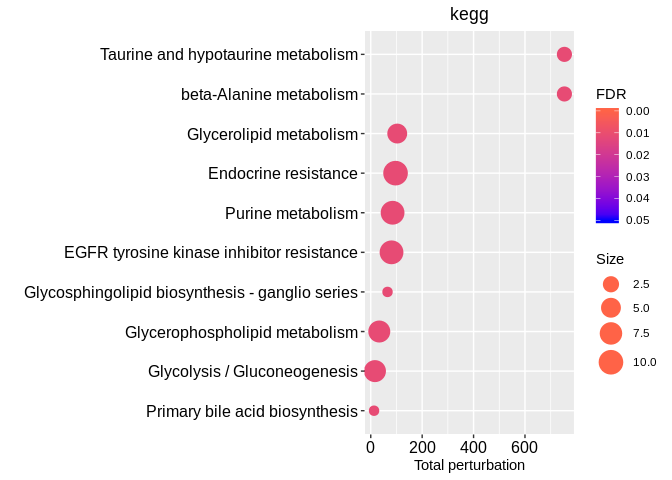 kegg
Taurine and hypotaurine metabolism
beta-Alanine metabolism
Glycerolipid metabolism
Endocrine resistance
Purine metabolism
EGFR tyrosine kinase inhibitor resistance
Glycosphingolipid biosynthesis - ganglio series
Glycerophospholipid metabolism
Glycolysis / Gluconeogenesis
Primary bile acid biosynthesis
0 200 400 600
Total perturbation
FDR
0.00
0.01
0.02
0.03
0.04
0.05
Size
2.5
5.0
7.5
10.0